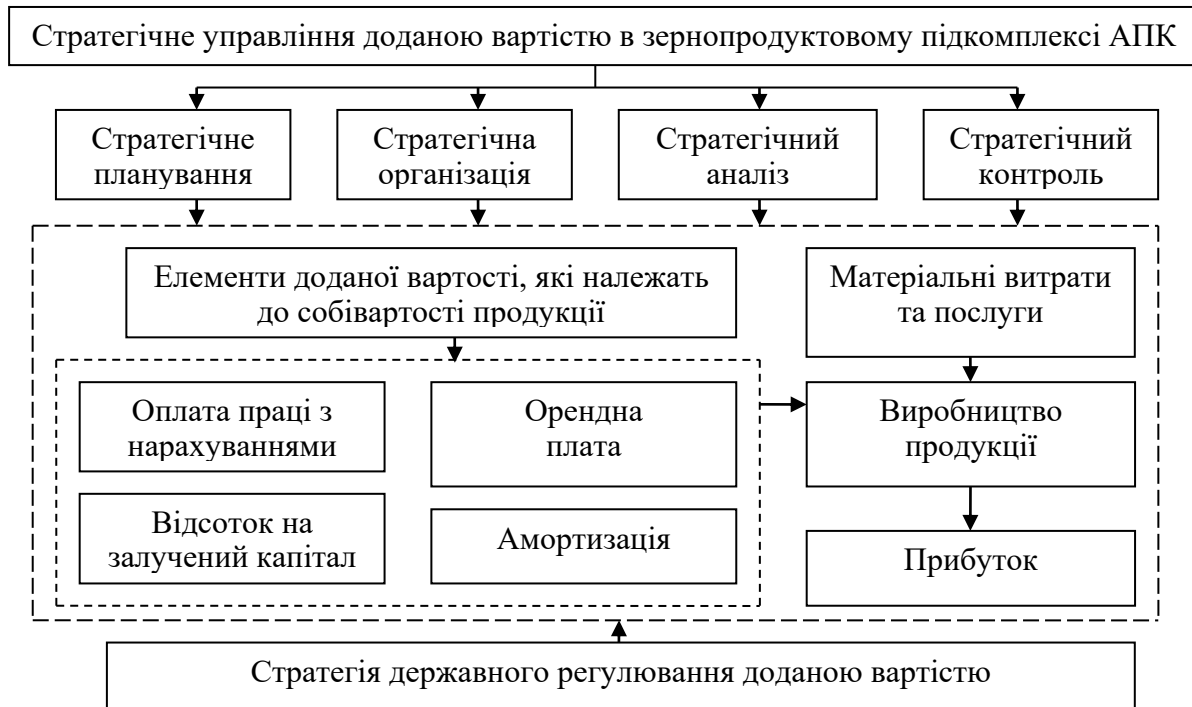 Стратегічне управління доданою вартістю в зернопродуктовому підкомплексі АПК
Стратегічне
планування
Стратегічна
організація
Стратегічний
аналіз
Стратегічний
контроль
Елементи доданої вартості, які належать
до собівартості продукції
Матеріальні витрати
та послуги
Оплата праці з
нарахуваннями
Орендна
плата
Виробництво
продукції
Відсоток на
залучений капітал
Амортизація
Прибуток
Стратегія державного регулювання доданою вартістю